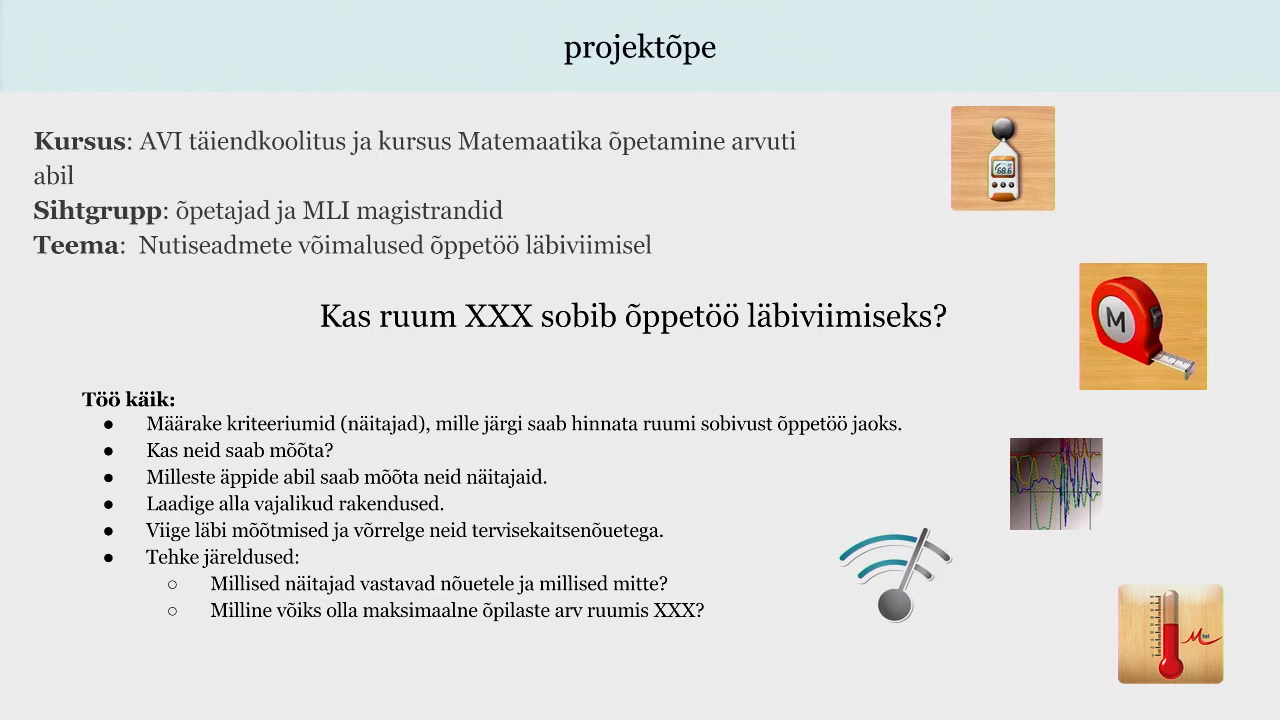 projektõpe
Kursus: AVI täiendkoolitus ja kursus Matemaatika õpetamine arvuti
abil
Sihtgrupp: õpetajad ja MLI magistrandid
Teema: Nutiseadmete võimalused õppetöö läbiviimisel
Kas ruum XXX sobib õppetöö läbiviimiseks?
Töö käik:
● Määrake kriteeriumid (näitajad), mille järgi saab hinnata ruumi sobivust õppetöö jaoks.
● Kas neid saab mõõta?
● Milleste äppide abil saab mõõta neid näitajaid.
● Laadige alla vajalikud rakendused.
● Viige läbi mõõtmised ja võrrelge neid tervisekaitsenõuetega.
● Tehke järeldused:
○ Millised näitajad vastavad nõuetele ja millised mitte?
○ Milline võiks olla maksimaalne õpilaste arv ruumis XXX?
68.6
M